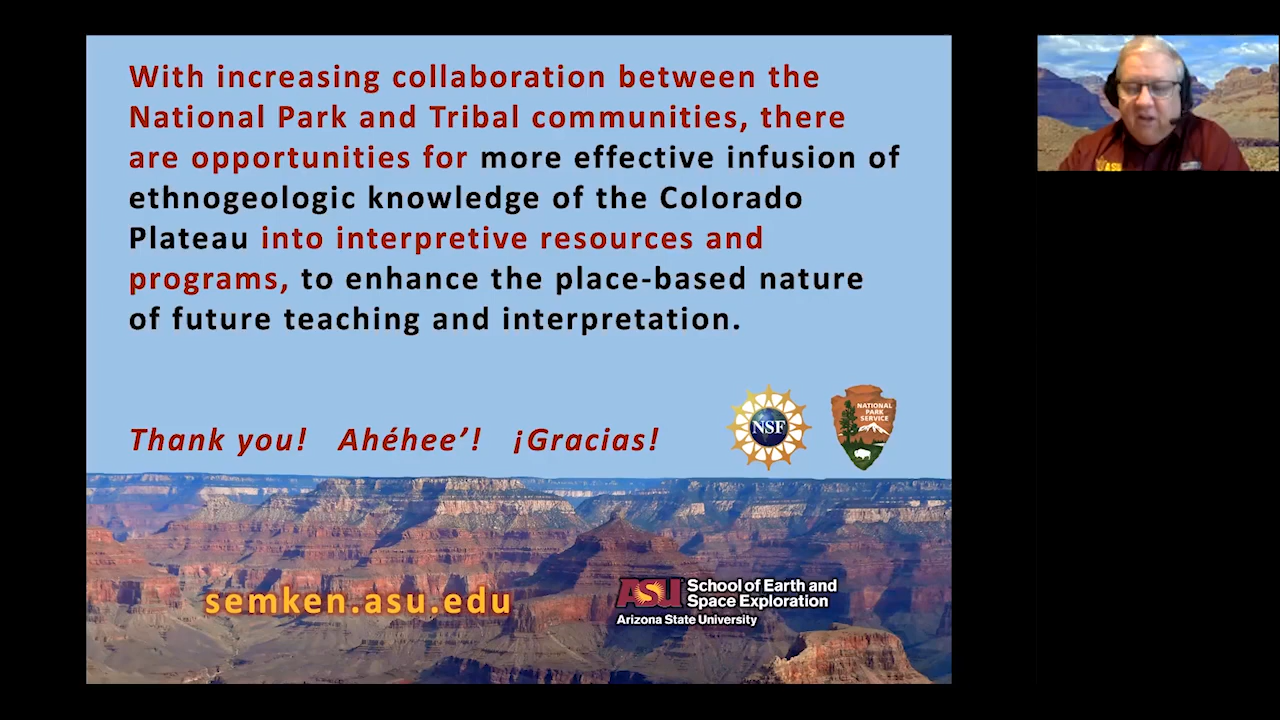 With increasing collaboration between the
National Park and Tribal communities, there
are opportunities for more effective infusion of
ethnogeologic knowledge of the Colorado
Plateau into interpretive resources and
programs, to enhance the place-based nature
of future teaching and interpretation.
Thank you! Ahéhee’! ¡Gracias!
NSF
NATIONAL
PARK
SERVICE
semken.asu.edu
ASU School of Earth and
Space Exploration
Arizona State University
ASU